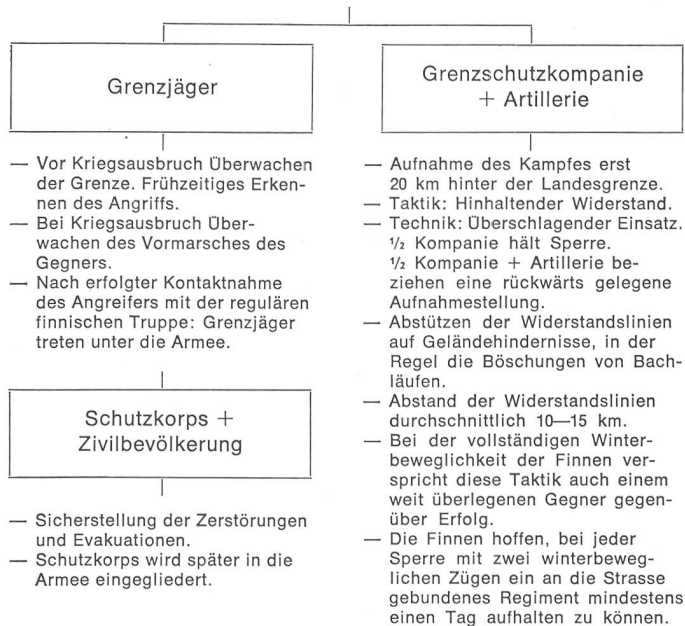 Grenzjäger
— Vor Kriegsausbruch Überwachen
der Grenze. Frühzeitiges Erken-
nen des Angriffs.
— Bei Kriegsausbruch Über-
wachen des Vormarsches des
Gegners.
— Nach erfolgter Kontaktnahme
des Angreifers mit der regulären
finnischen Truppe: Grenzjäger
treten unter die Armee.
Schutzkorps +
Zivilbevölkerung
— Sicherstellung der Zerstörungen
und Evakuationen.
— Schutzkorps wird später in die
Armee eingegliedert.
Grenzschutzkompanie
+ Artillerie
— Aufnahme des Kampfes erst
20 km hinter der Landesgrenze.
— Taktik: Hinhaltender Widerstand.
— Technik: Überschlagender Einsatz.
½ Kompanie hält Sperre.
½ Kompanie + Artillerie be-
ziehen eine rückwärts gelegene
Aufnahmestellung.
— Abstützen der Widerstandslinien
auf Geländehindernisse, in der
Regel die Böschungen von Bach-
läufen.
— Abstand der Widerstandslinien
durchschnittlich 10—15 km.
— Bei der vollständigen Winter-
beweglichkeit der Finnen ver-
spricht diese Taktik auch einem
weit überlegenen Gegner gegen-
über Erfolg.
— Die Finnen hoffen, bei jeder
Sperre mit zwei winterbeweg-
lichen Zügen ein an die Strasse
gebundenes Regiment mindestens
einen Tag aufhalten zu können.